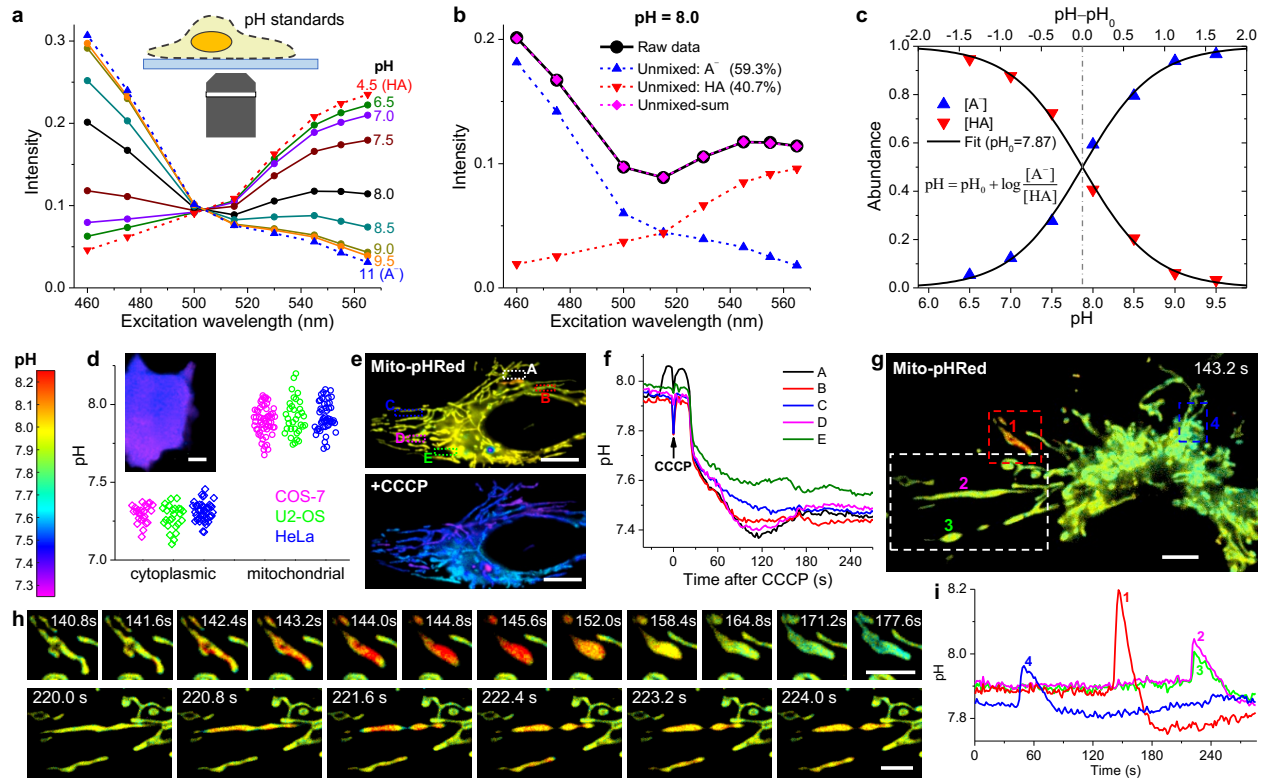 a
pH standards
pH
4.5 (HA)
6.5
7.0
7.5
8.0
8.5
9.0
9.5
11 (A⁻)
0.3
0.2
0.1
0.0
Intensity
460 480 500 520 540 560
Excitation wavelength (nm)
b
pH = 8.0
Raw data
Unmixed: A⁻ (59.3%)
Unmixed: HA (40.7%)
Unmixed-sum
0.2
0.1
0.0
Intensity
460 480 500 520 540 560
Excitation wavelength (nm)
c
pH–pH₀
-2.0 -1.5 -1.0 -0.5 0.0 0.5 1.0 1.5 2.0
[A⁻]
[HA]
Fit (pH₀=7.87)
pH = pH₀ + log [A⁻]/[HA]
1.0
0.8
0.6
0.4
0.2
0.0
Abundance
6.0 6.5 7.0 7.5 8.0 8.5 9.0 9.5
pH
pH
8.2
8.1
8.0
7.9
7.8
7.7
7.6
7.5
7.4
7.3
d
8.0
7.5
7.0
pH
COS-7
U2-OS
HeLa
cytoplasmic mitochondrial
e
Mito-pHRed
A
B
C
D
E
+CCCP
f
A
B
C
D
E
CCCP
8.0
7.8
7.6
7.4
pH
0 60 120 180 240
Time after CCCP (s)
g
Mito-pHRed
143.2 s
1
2
3
4
h
140.8s 141.6s 142.4s 143.2s 144.0s 144.8s 145.6s 152.0s 158.4s 164.8s 171.2s 177.6s
220.0 s 220.8 s 221.6 s 222.4 s 223.2 s 224.0 s
i
8.2
8.0
7.8
pH
1
2
3
4
0 60 120 180 240
Time (s)